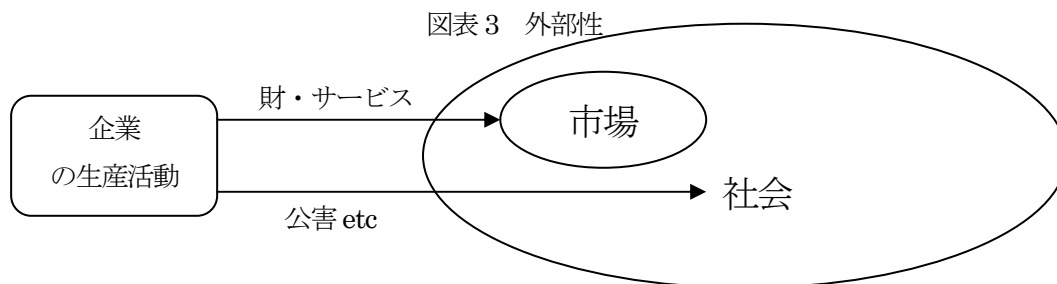 図表3　外部性
財・サービス
市場
企業
の生産活動
社会
公害 etc